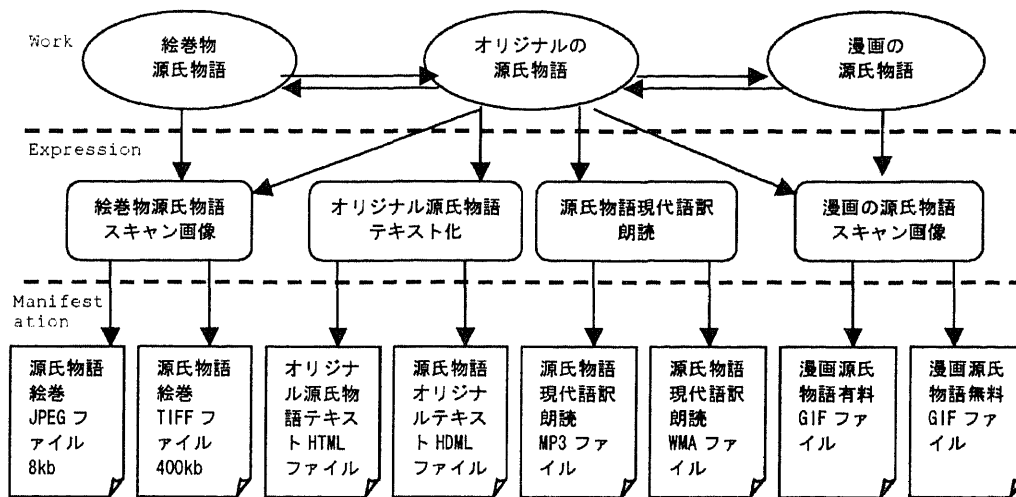 Work
絵巻物
源氏物語
オリジナルの
源氏物語
漫画の
源氏物語
Expression
絵巻物源氏物語
スキャン画像
オリジナル源氏物語
テキスト化
源氏物語現代語訳
朗読
漫画の源氏物語
スキャン画像
Manifest
ation
源氏物語
絵巻
JPEG フ
ァイル
8kb
源氏物語
絵巻
TIFF フ
ァイル
400kb
オリジナ
ル源氏物
語テキス
ト HTML
ファイル
源氏物語
オリジナ
ルテキス
ト HDML
ファイル
源氏物語
現代語訳
朗読
MP3 ファ
イル
源氏物語
現代語訳
朗読
WMA ファ
イル
漫画源氏
物語有料
GIF ファ
イル
漫画源氏
物語無料
GIF ファ
イル